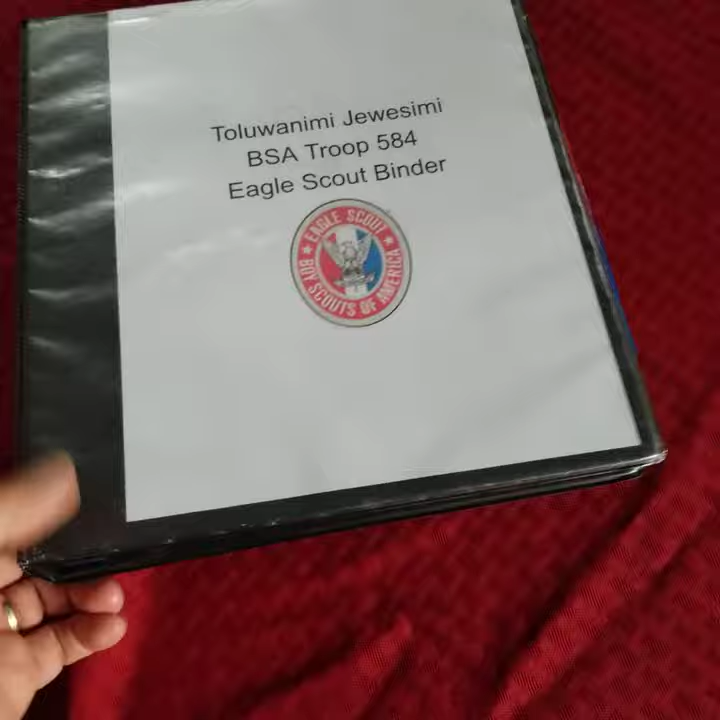 Toluwanimi Jewesimi
BSA Troop 584
Eagle Scout Binder
EAGLE SCOUT
BOY SCOUTS OF AMERICA